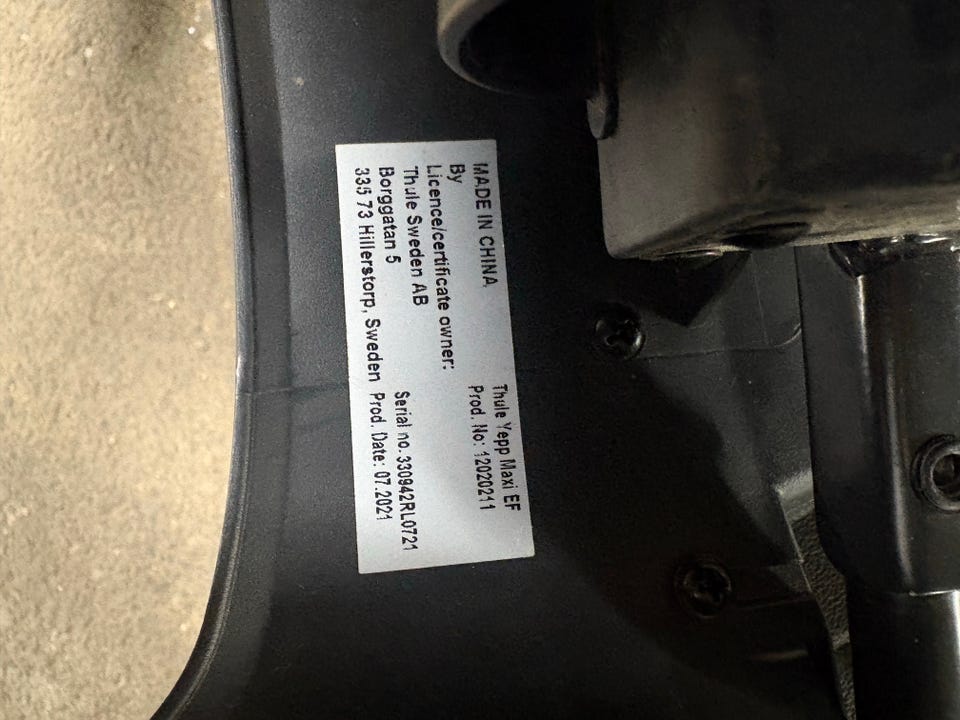 MADE IN CHINA
By
Licence/certificate owner:
Thule Sweden AB
Borggatan 5
335 73 Hillerstorp, Sweden
Thule Yepp Maxi EF
Prod. No: 12020211
Serial no. 330942RL0721
Prod. Date: 07.2021